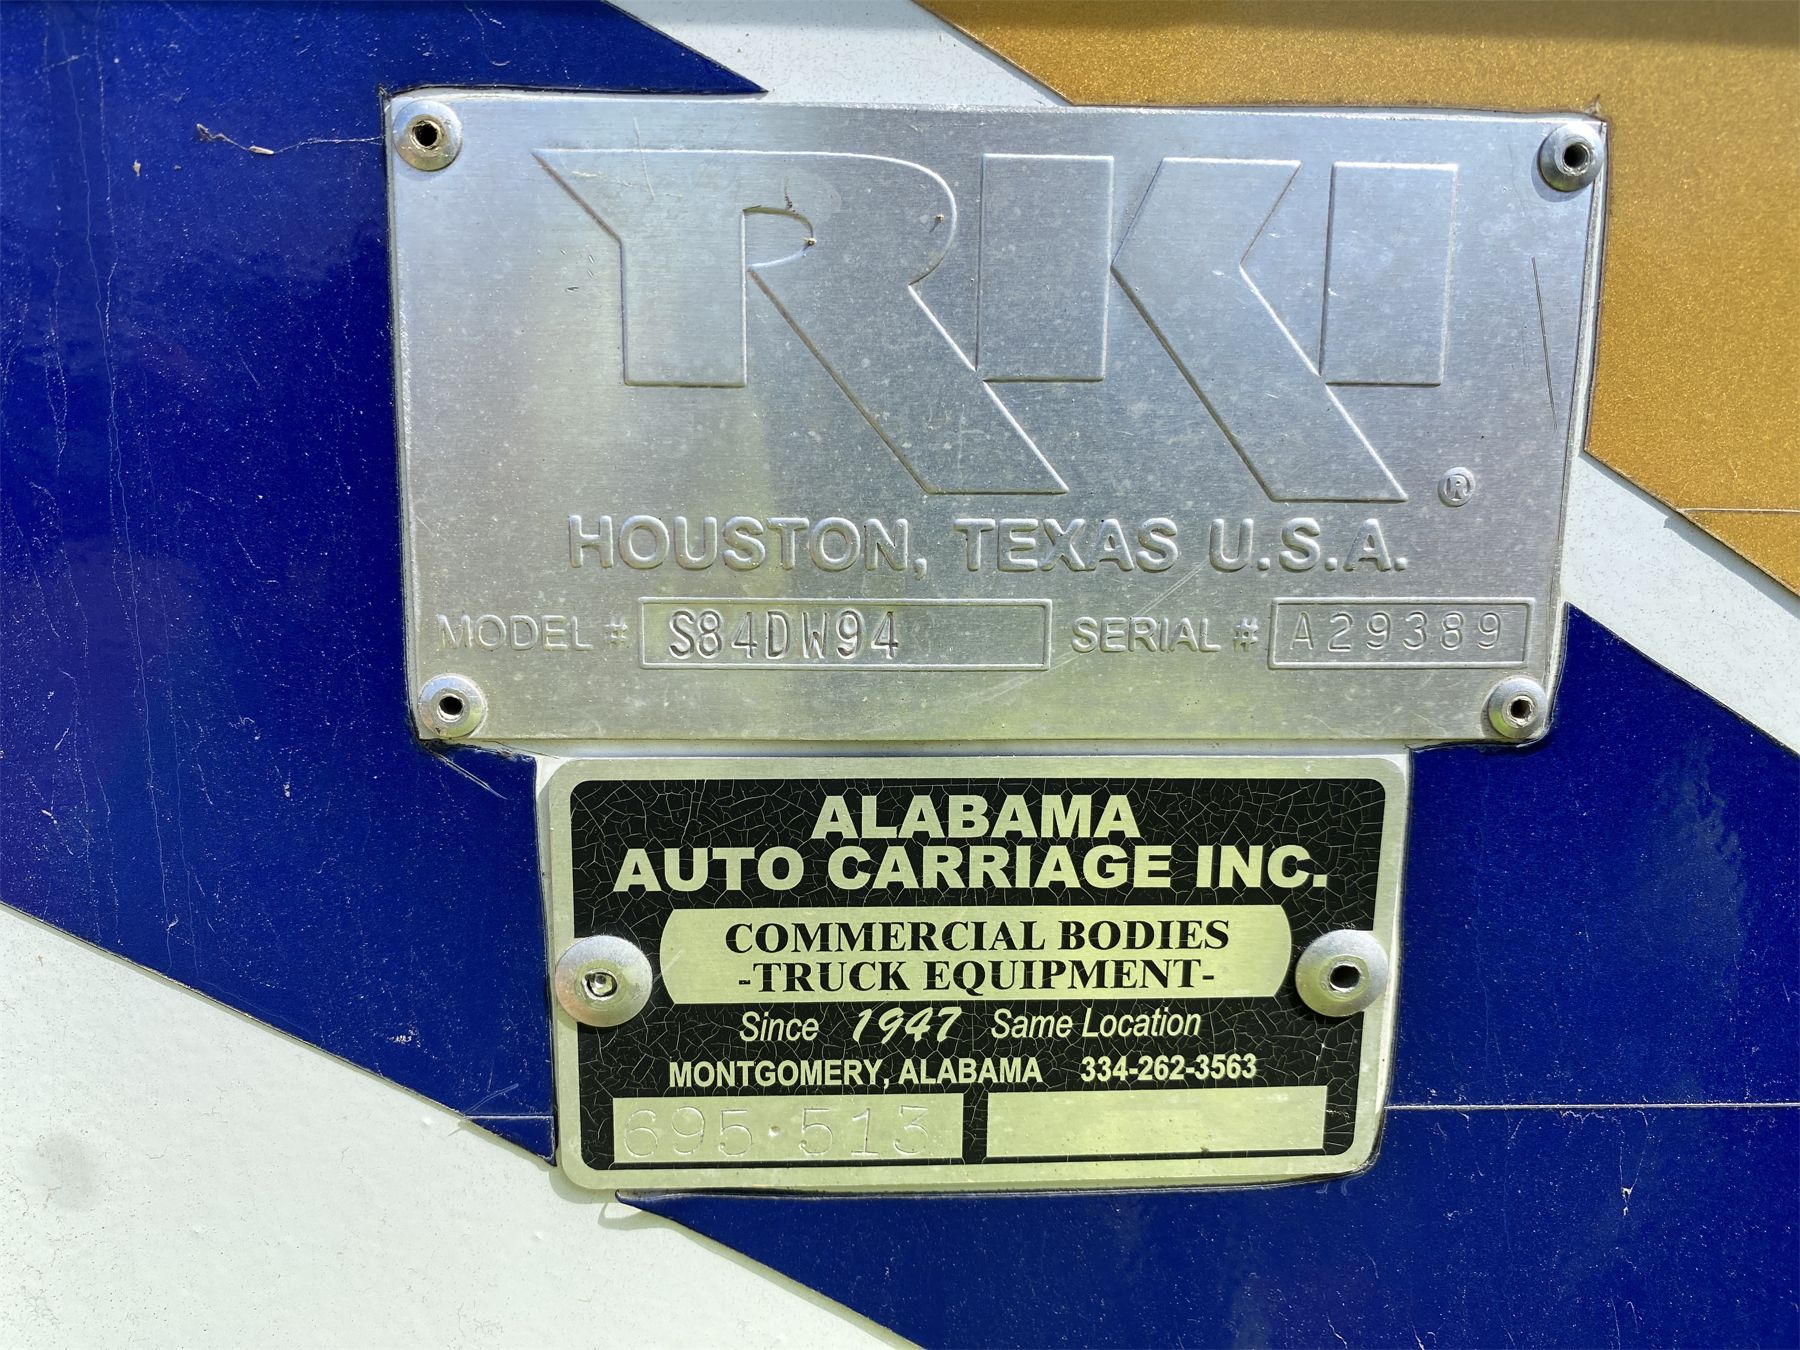 RKI ®
HOUSTON, TEXAS U.S.A.
MODEL # S84DW94 SERIAL # A29389
ALABAMA
AUTO CARRIAGE INC.
COMMERCIAL BODIES
-TRUCK EQUIPMENT-
Since 1947 Same Location
MONTGOMERY, ALABAMA 334-262-3563
695 513